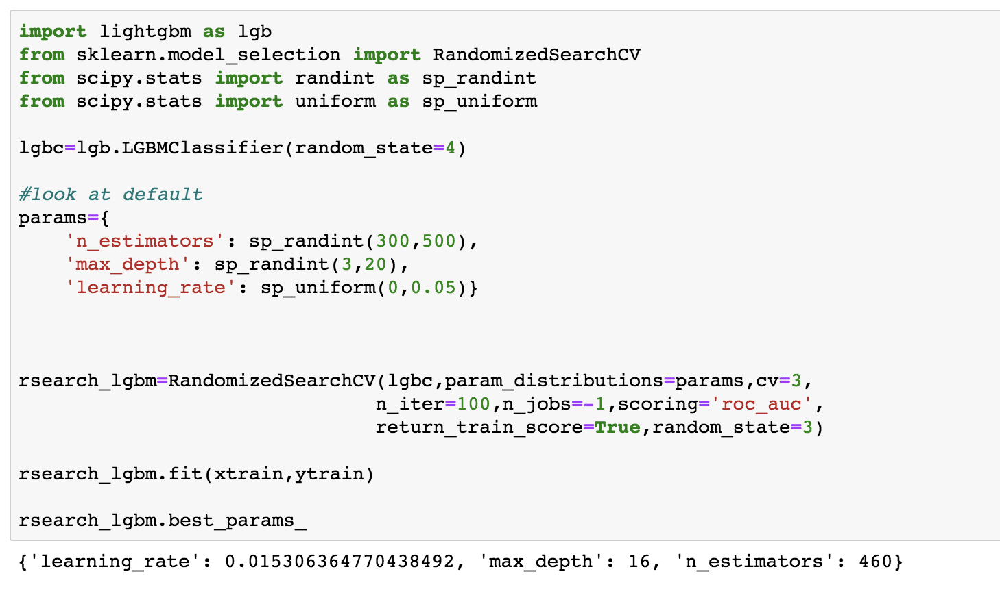 import lightgbm as lgb
from sklearn.model_selection import RandomizedSearchCV
from scipy.stats import randint as sp_randint
from scipy.stats import uniform as sp_uniform
lgbc=lgb.LGBMClassifier(random_state=4)
#look at default
params={
    'n_estimators': sp_randint(300,500),
    'max_depth': sp_randint(3,20),
    'learning_rate': sp_uniform(0,0.05)}
rsearch_lgbm=RandomizedSearchCV(lgbc,param_distributions=params,cv=3,
                               n_iter=100,n_jobs=-1,scoring='roc_auc',
                               return_train_score=True,random_state=3)
rsearch_lgbm.fit(xtrain,ytrain)
rsearch_lgbm.best_params_
{'learning_rate': 0.015306364770438492, 'max_depth': 16, 'n_estimators': 460}